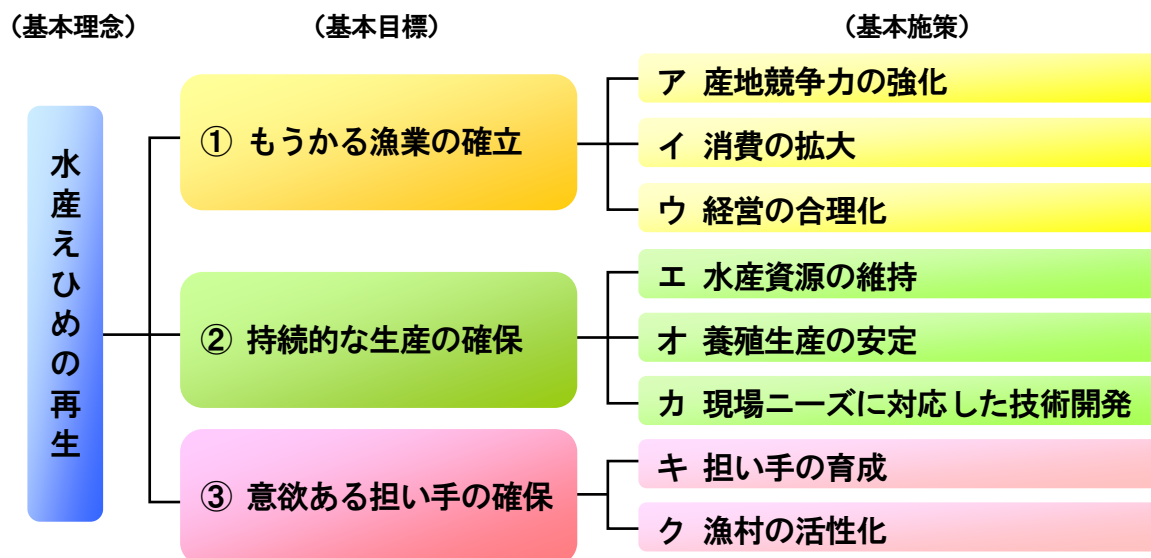 （基本理念）
（基本目標）
（基本施策）
水産えひめの再生
① もうかる漁業の確立
ア 産地競争力の強化
イ 消費の拡大
ウ 経営の合理化
② 持続的な生産の確保
エ 水産資源の維持
オ 養殖生産の安定
カ 現場ニーズに対応した技術開発
③ 意欲ある担い手の確保
キ 担い手の育成
ク 漁村の活性化